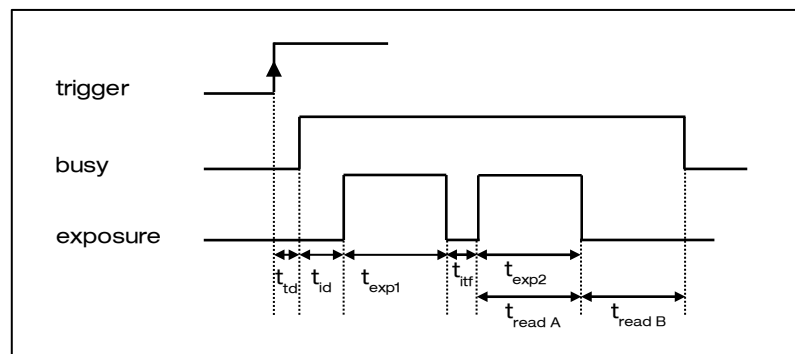 trigger
busy
exposure
t_td t_id t_exp1 t_itf t_exp2
t_read A t_read B